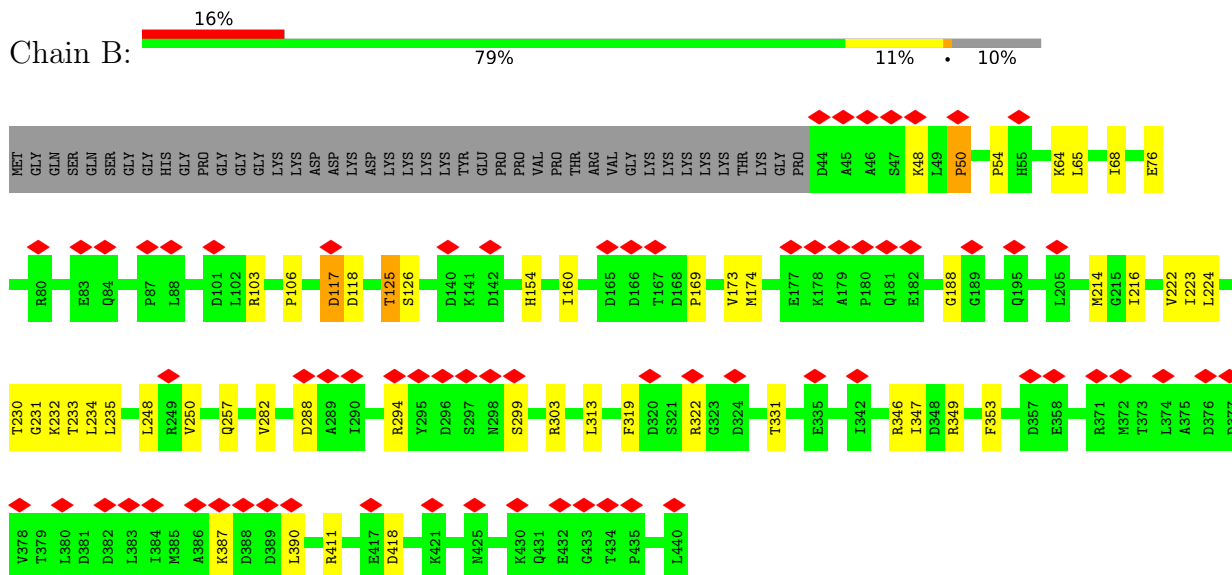 16%
Chain B:
79% 11% • 10%
MET GLY GLN SER GLN SER GLY GLY HIS GLY PRO GLY GLY GLY LYS LYS ASP ASP LYS ASP LYS LYS LYS LYS TYR GLU PRO PRO VAL PRO THR ARG VAL GLY LYS LYS LYS LYS LYS THR LYS GLY PRO D44 A45 A46 S47 K48 L49 P50 P54 H55 K64 L65 I68 E76
R80 E83 Q84 P87 L88 D101 L102 R103 P106 D117 D118 T125 S126 D140 K141 D142 H154 I160 D165 D166 T167 D168 P169 V173 M174 E177 K178 A179 P180 Q181 E182 G188 G189 Q195 L205 M214 G215 I216 V222 I223 L224
T230 G231 K232 T233 L234 L235 L248 R249 V250 Q257 V282 D288 A289 I290 R294 Y295 D296 S297 N298 S299 R303 L313 F319 D320 S321 R322 G323 D324 T331 E335 I342 R346 I347 D348 R349 F353 D357 E358 R371 M372 T373 L374 A375 D376
V378 T379 L380 D381 D382 L383 I384 M385 A386 K387 D388 D389 L390 R411 E417 D418 K421 N425 K430 Q431 E432 G433 T434 P435 L440